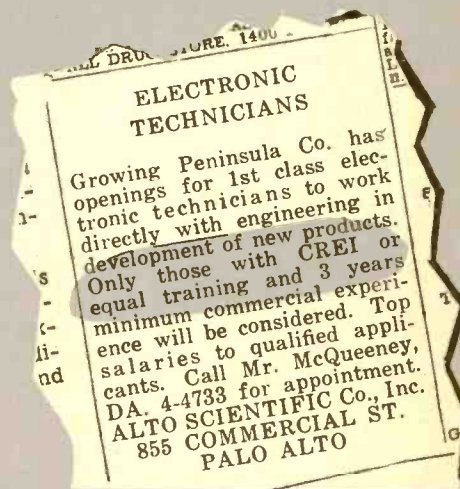 DRUG STORE. 1400
ELECTRONIC
TECHNICIANS
Growing Peninsula Co. has
openings for 1st class elec-
tronic technicians to work
directly with engineering in
development of new products.
Only those with CREI or
equal training and 3 years
minimum commercial experi-
ence will be considered. Top
salaries to qualified appli-
cants. Call Mr. McQueeney,
DA. 4-4733 for appointment.
ALTO SCIENTIFIC Co., Inc.
855 COMMERCIAL ST.
PALO ALTO